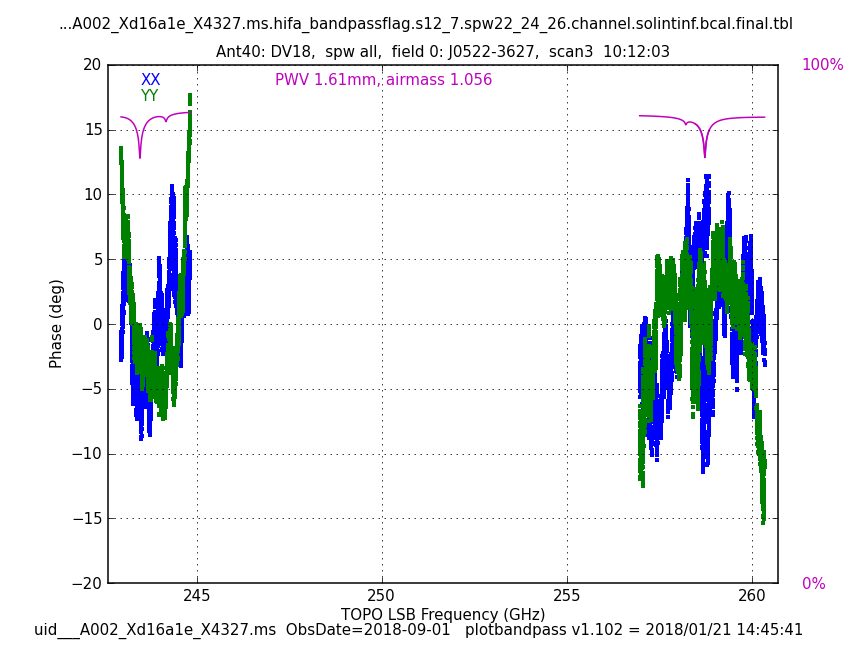 ...A002_Xd16a1e_X4327.ms.hifa_bandpassflag.s12_7.spw22_24_26.channel.solintinf.bcal.final.tbl
Ant40: DV18,  spw all,  field 0: J0522-3627,  scan3  10:12:03
20
15
10
5
0
−5
−10
−15
−20
Phase (deg)
XX
YY
PWV 1.61mm, airmass 1.056
100%
0%
245
250
255
260
TOPO LSB Frequency (GHz)
uid___A002_Xd16a1e_X4327.ms  ObsDate=2018-09-01   plotbandpass v1.102 = 2018/01/21 14:45:41